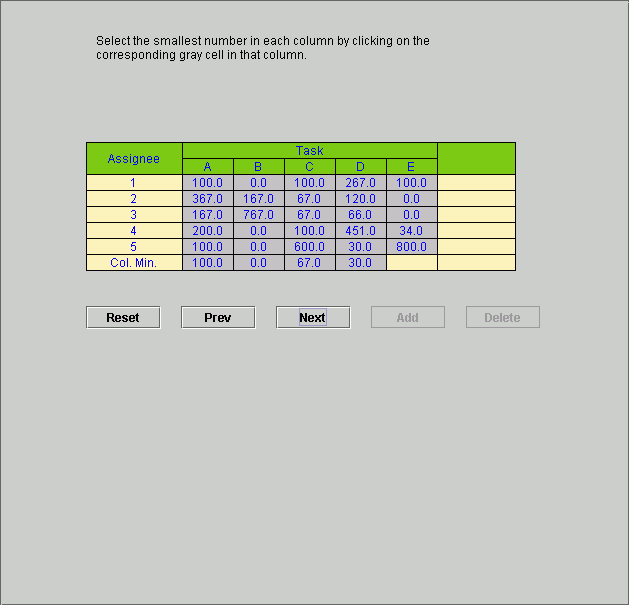 Select the smallest number in each column by clicking on the
corresponding gray cell in that column.
Assignee Task
A B C D E
1 100.0 0.0 100.0 267.0 100.0
2 367.0 167.0 67.0 120.0 0.0
3 167.0 767.0 67.0 66.0 0.0
4 200.0 0.0 100.0 451.0 34.0
5 100.0 0.0 600.0 30.0 800.0
Col. Min. 100.0 0.0 67.0 30.0
Reset Prev Next Add Delete